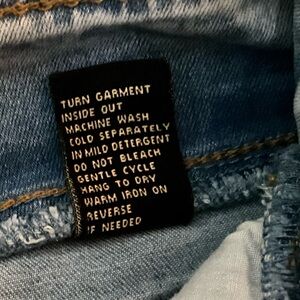 TURN GARMENT
INSIDE OUT
MACHINE WASH
COLD SEPARATELY
IN MILD DETERGENT
DO NOT BLEACH
GENTLE CYCLE
HANG TO DRY
WARM IRON ON
REVERSE
IF NEEDED